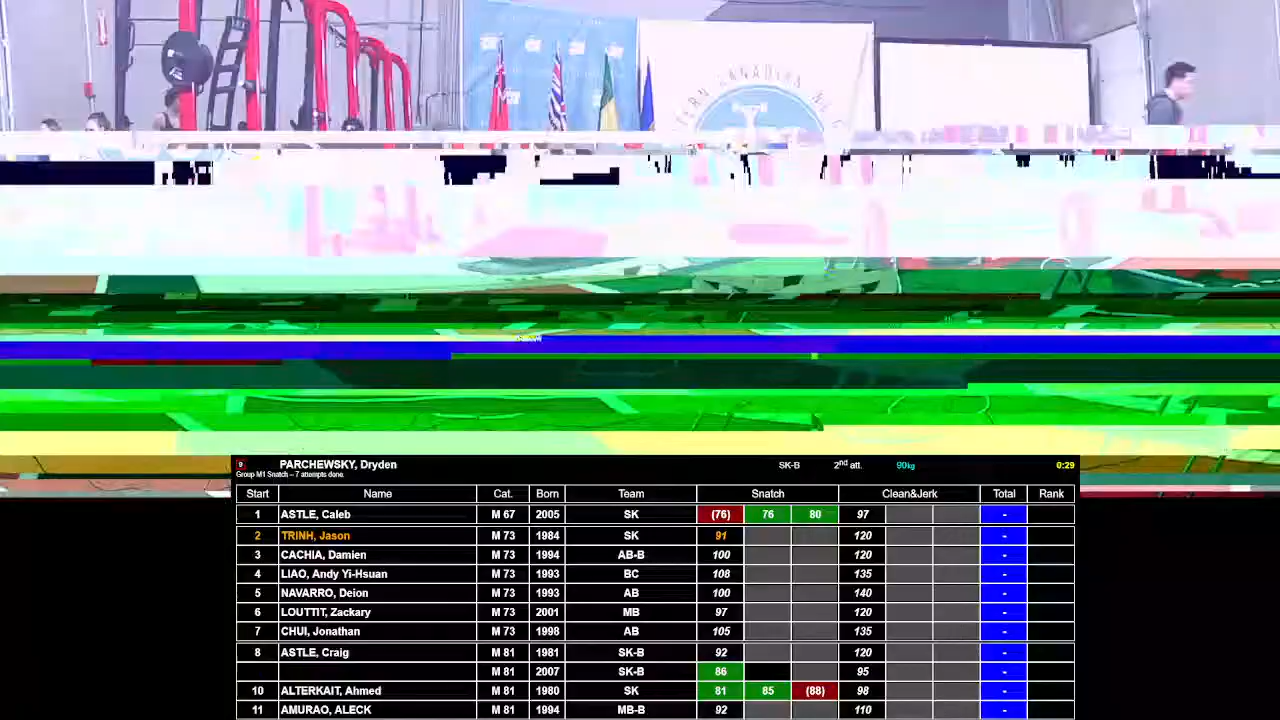 TERN CANADIAN WE
9 PARCHEWSKY, Dryden SK-B 2nd att. 90kg 0:29
Group M1 Snatch – 7 attempts done.
Start Name Cat. Born Team Snatch Clean&Jerk Total Rank
1 ASTLE, Caleb M 67 2005 SK (76) 76 80 97 -
2 TRINH, Jason M 73 1984 SK 91 120 -
3 CACHIA, Damien M 73 1994 AB-B 100 120 -
4 LIAO, Andy Yi-Hsuan M 73 1993 BC 108 135 -
5 NAVARRO, Deion M 73 1993 AB 100 140 -
6 LOUTTIT, Zackary M 73 2001 MB 97 120 -
7 CHUI, Jonathan M 73 1998 AB 105 135 -
8 ASTLE, Craig M 81 1981 SK-B 92 120 -
M 81 2007 SK-B 86 95 -
10 ALTERKAIT, Ahmed M 81 1980 SK 81 85 (88) 98 -
11 AMURAO, ALECK M 81 1994 MB-B 92 110 -